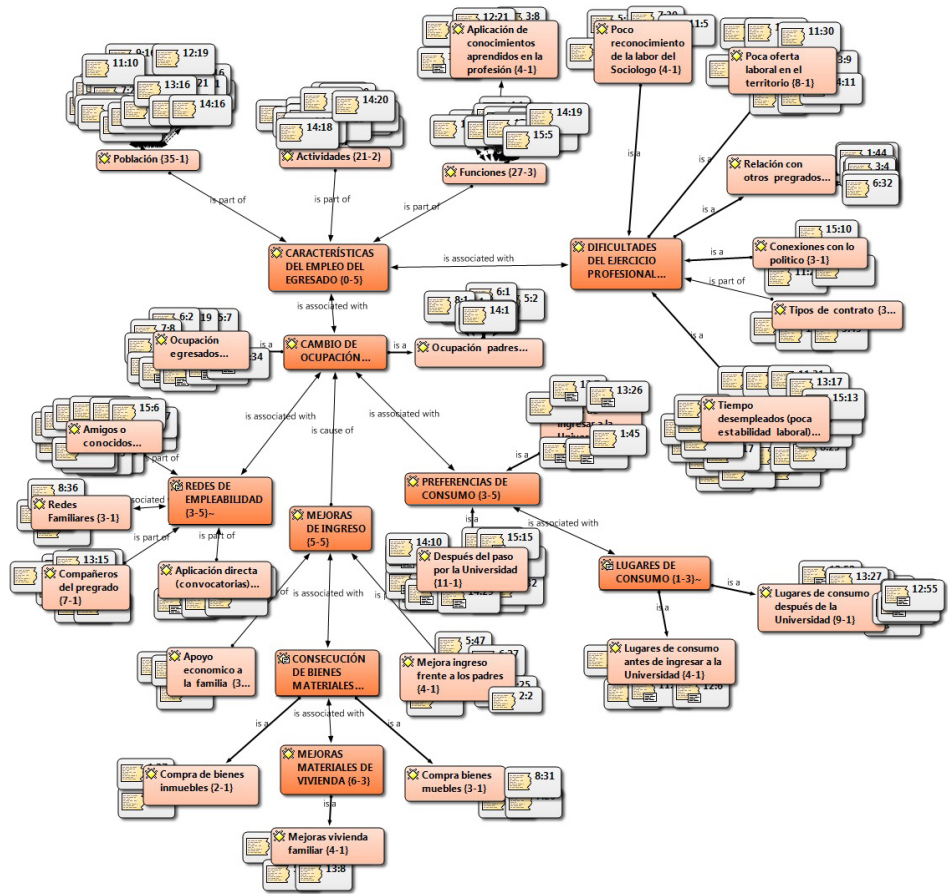 12:21
3:8
Aplicación de
conocimientos
aprendidos en la
profesión {4-1}
11:5
Poco
reconocimiento
de la labor del
Sociologo {4-1}
11:30
Poca oferta
laboral en el
territorio {8-1}
12:19
11:10
13:16
14:16
Población {35-1}
14:20
14:18
Actividades {21-2}
14:19
15:5
Funciones {27-3}
is a
is a
1:44
3:4
6:32
Relación con
otros pregrados...
is part of
is part of
is part of
is a
15:10
Conexiones con lo
politico {3-1}
CARACTERÍSTICAS
DEL EMPLEO DEL
EGRESADO {0-5}
is associated with
DIFICULTADES
DEL EJERCICIO
PROFESIONAL...
is a
is part of
Tipos de contrato {3...
is associated with
6:2
5:7
7:8
Ocupación
egresados...
is a
CAMBIO DE
OCUPACIÓN...
is a
6:1
5:2
8:1
14:1
Ocupación padres...
is a
13:17
15:13
Tiempo
desempleados (poca
estabilidad laboral)...
is associated with
is cause of
is associated with
13:26
1:45
is a
15:6
Amigos o
conocidos...
is part of
8:36
Redes
Familiares {3-1}
REDES DE
EMPLEABILIDAD
{3-5}~
is part of
is part of
13:15
Compañeros
del pregrado
{7-1}
Aplicación directa
(convocatorias)...
MEJORAS
DE INGRESO
{5-5}
PREFERENCIAS DE
CONSUMO {3-5}
is a
is associated with
14:10
15:15
Después del paso
por la Universidad
{11-1}
LUGARES DE
CONSUMO {1-3}~
is a
is a
13:27
12:55
Lugares de consumo
después de la
Universidad {9-1}
Lugares de consumo
antes de ingresar a la
Universidad {4-1}
Apoyo
economico a
la familia {3...
CONSECUCIÓN
DE BIENES
MATERIALES...
5:47
2:2
Mejora ingreso
frente a los padres
{4-1}
is a
is associated with
is a
Compra de bienes
inmuebles {2-1}
MEJORAS
MATERIALES DE
VIVIENDA {6-3}
8:31
Compra bienes
muebles {3-1}
is a
Mejoras vivienda
familiar {4-1}
13:8